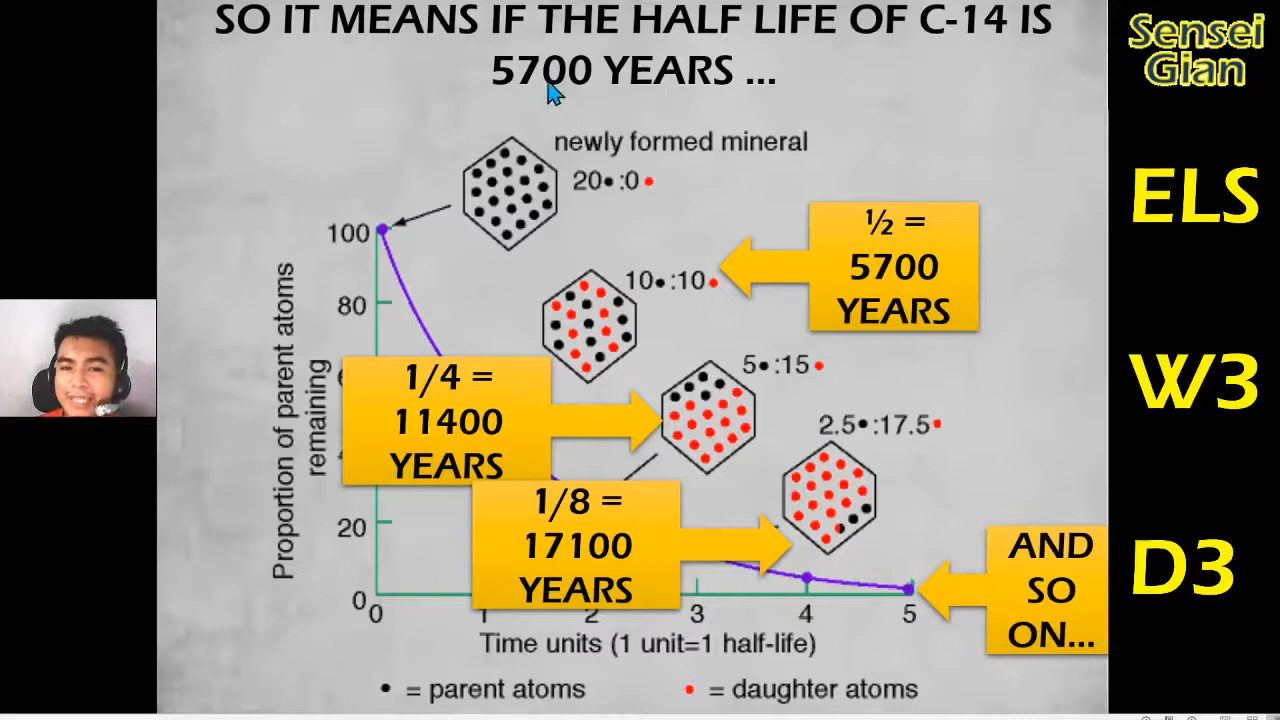 SO IT MEANS IF THE HALF LIFE OF C-14 IS
5700 YEARS ...
Sensei
Gian
ELS
W3
D3
newly formed mineral
20•:0•
½ =
5700
YEARS
10•:10•
5•:15•
2.5•:17.5•
1/4 =
11400
YEARS
1/8 =
17100
YEARS
AND
SO
ON...
Proportion of parent atoms
remaining
100
80
20
0
0
1
2
3
4
5
Time units (1 unit=1 half-life)
• = parent atoms
• = daughter atoms